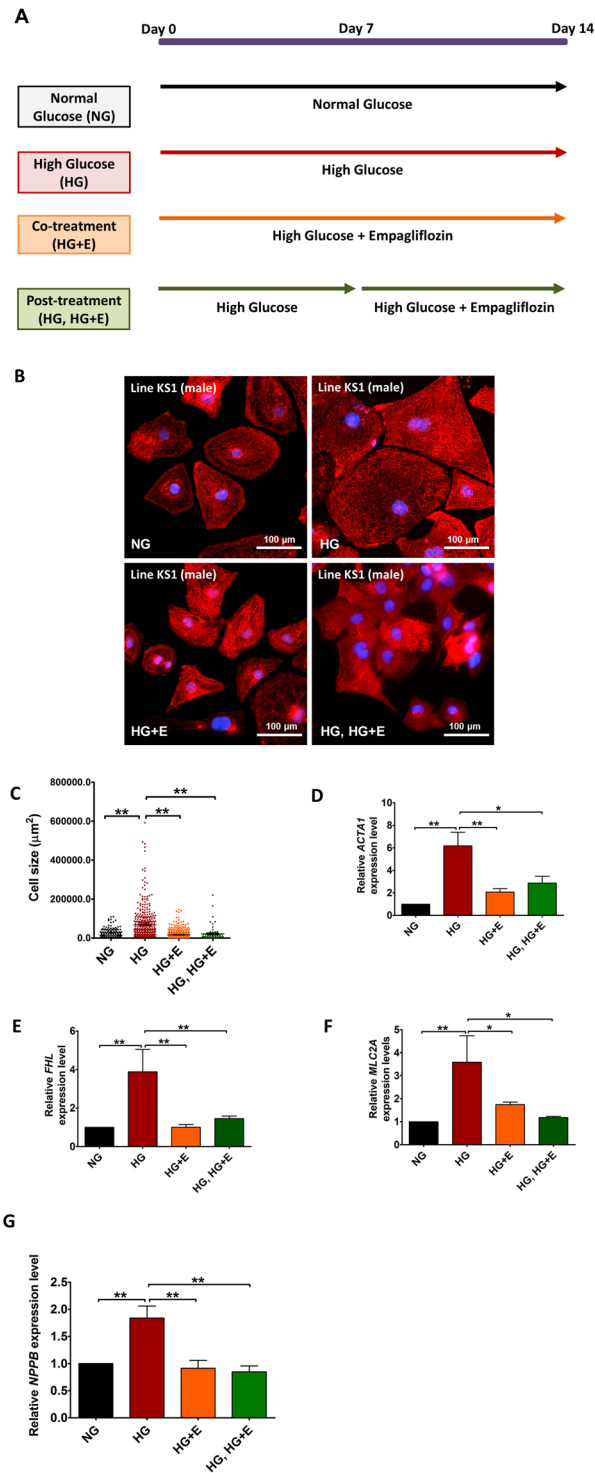 A
Day 0 Day 7 Day 14
Normal
Glucose (NG)
Normal Glucose
High Glucose
(HG)
High Glucose
Co-treatment
(HG+E)
High Glucose + Empagliflozin
Post-treatment
(HG, HG+E)
High Glucose
High Glucose + Empagliflozin
B
Line KS1 (male)
100 µm
NG
Line KS1 (male)
100 µm
HG
Line KS1 (male)
100 µm
HG+E
Line KS1 (male)
100 µm
HG, HG+E
C
Cell size (µm²)
800000.0
600000.0
400000.0
200000.0
0.0
**
**
**
NG
HG
HG+E
HG, HG+E
D
Relative ACTA1
expression level
10
8
6
4
2
0
*
**
**
NG
HG
HG+E
HG, HG+E
E
Relative FHL
expression level
6
4
2
0
**
**
**
NG
HG
HG+E
HG, HG+E
F
Relative MLC2A
expression levels
5
4
3
2
1
0
*
**
*
NG
HG
HG+E
HG, HG+E
G
Relative NPPB expression level
2.5
2.0
1.5
1.0
0.5
0.0
**
**
**
NG
HG
HG+E
HG, HG+E